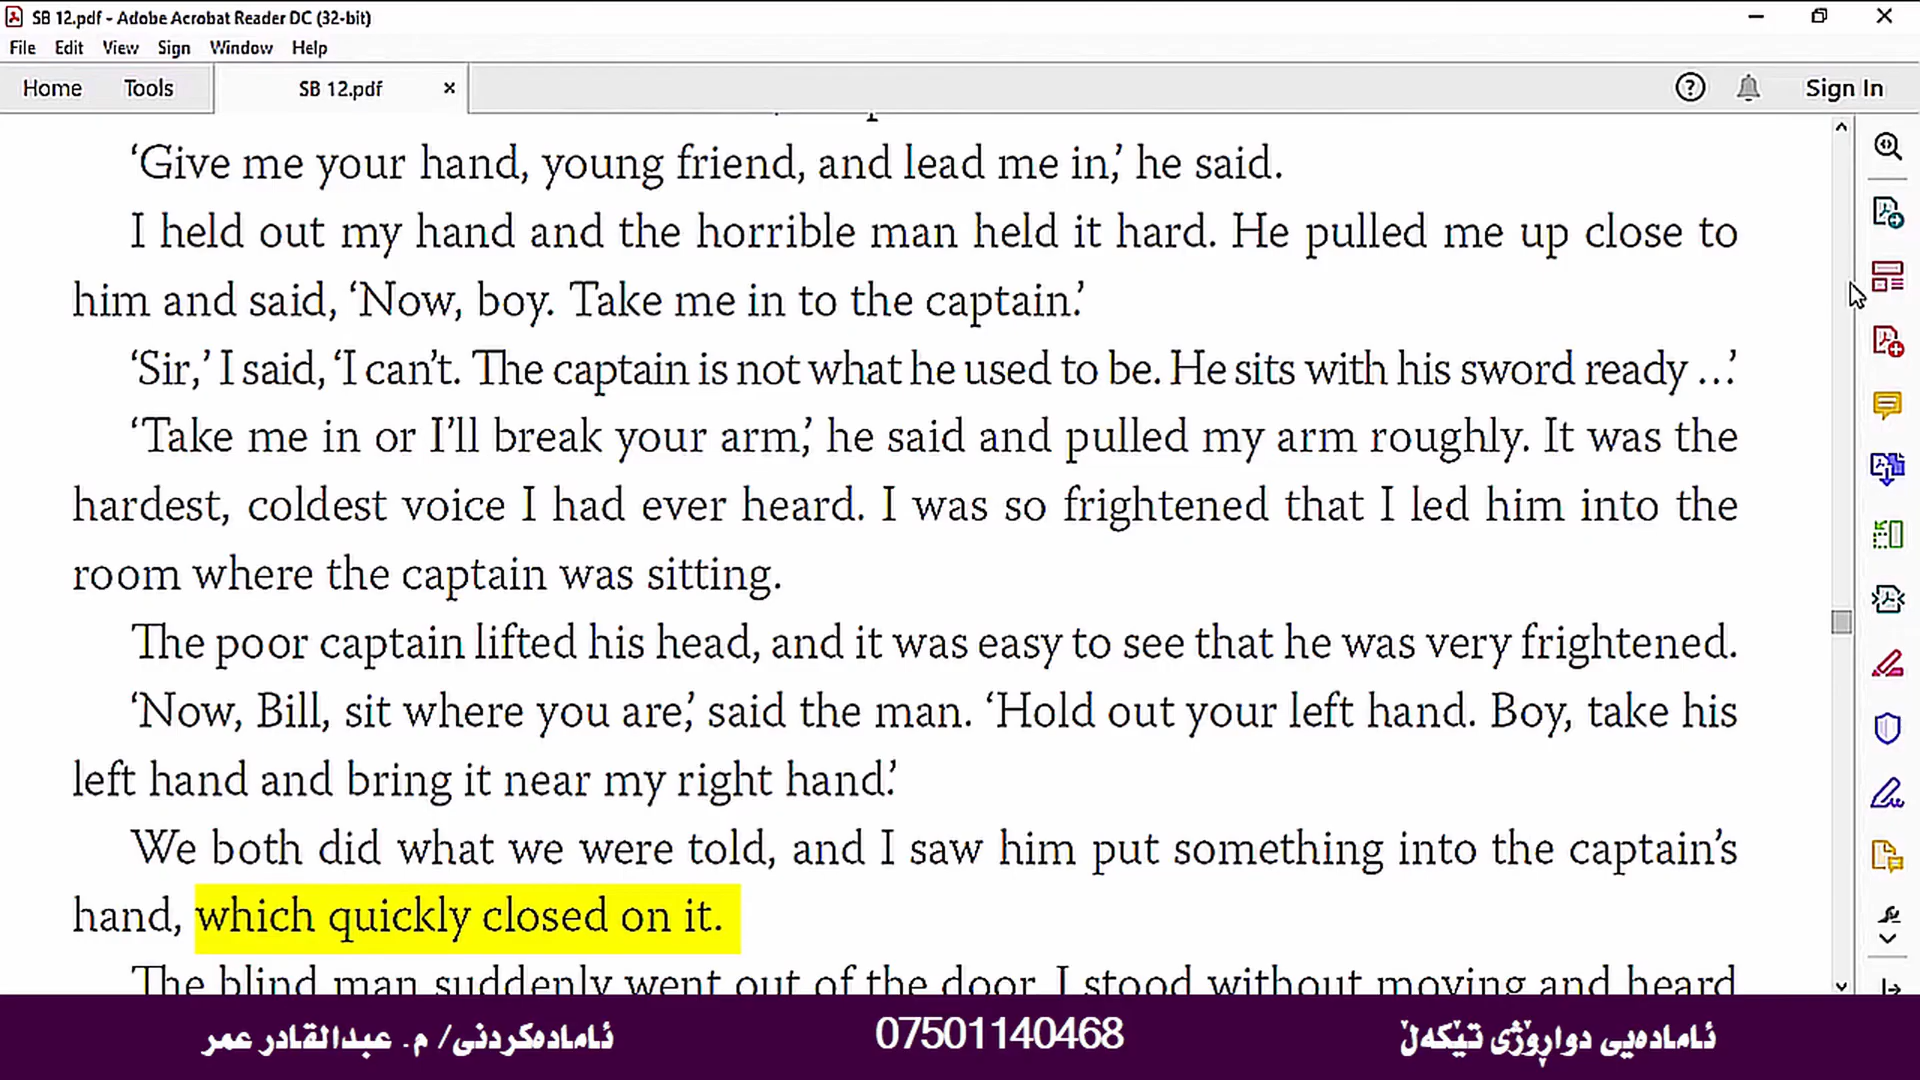 SB 12.pdf - Adobe Acrobat Reader DC (32-bit)
File Edit View Sign Window Help
Home Tools SB 12.pdf × Sign In
‘Give me your hand, young friend, and lead me in,’ he said.
I held out my hand and the horrible man held it hard. He pulled me up close to
him and said, ‘Now, boy. Take me in to the captain.’
‘Sir,’ I said, ‘I can’t. The captain is not what he used to be. He sits with his sword ready ...’
‘Take me in or I’ll break your arm,’ he said and pulled my arm roughly. It was the
hardest, coldest voice I had ever heard. I was so frightened that I led him into the
room where the captain was sitting.
The poor captain lifted his head, and it was easy to see that he was very frightened.
‘Now, Bill, sit where you are,’ said the man. ‘Hold out your left hand. Boy, take his
left hand and bring it near my right hand.’
We both did what we were told, and I saw him put something into the captain’s
hand, which quickly closed on it.
The blind man suddenly went out of the door. I stood without moving and heard
ئامادەیی دواڕۆژی تێکەڵ 07501140468 ئامادەکردنی/ م. عبدالقادر عمر